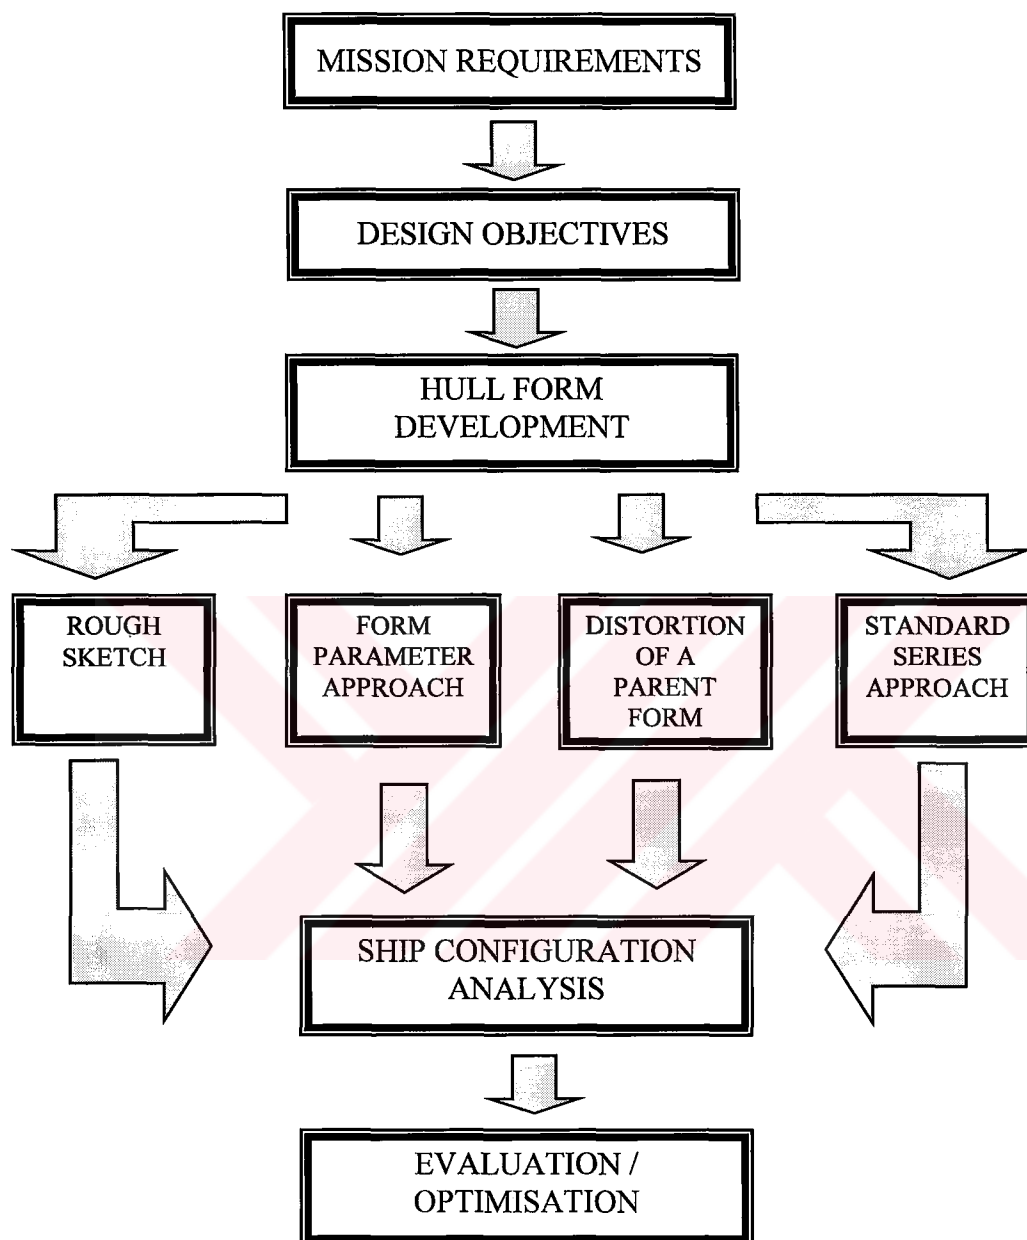 MISSION REQUIREMENTS
DESIGN OBJECTIVES
HULL FORM
DEVELOPMENT
ROUGH
SKETCH
FORM
PARAMETER
APPROACH
DISTORTION
OF A
PARENT
FORM
STANDARD
SERIES
APPROACH
SHIP CONFIGURATION
ANALYSIS
EVALUATION /
OPTIMISATION